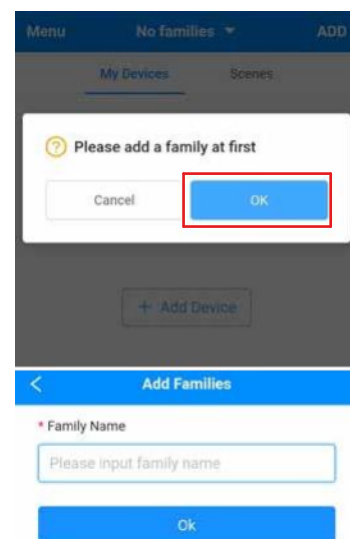 Menu No families ADD
My Devices Scenes
Please add a family at first
Cancel OK
+ Add Device
Add Families
* Family Name
Please input family name
Ok